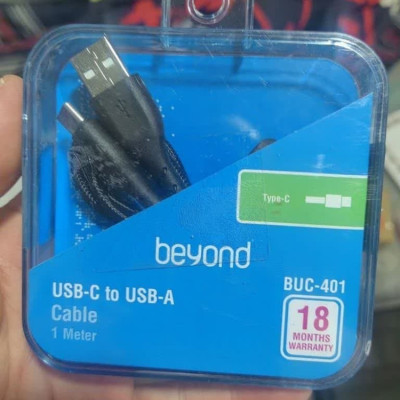 Type-C
beyond
USB-C to USB-A
Cable
1 Meter
BUC-401
18
MONTHS
WARRANTY